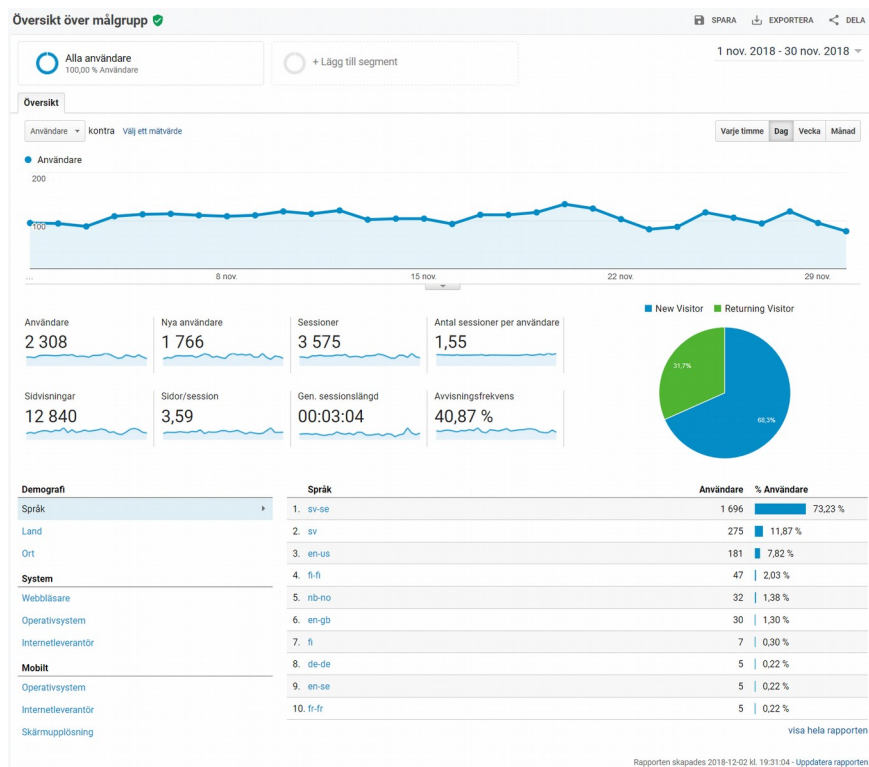 Översikt över målgrupp
SPARA EXPORTERA DELA
Alla användare
100,00 % Användare
+ Lägg till segment
1 nov. 2018 - 30 nov. 2018
Översikt
Användare kontra Välj ett mätvärde
Varje timme Dag Vecka Månad
Användare
200
100
... 8 nov. 15 nov. 22 nov. 29 nov.
New Visitor Returning Visitor
31,7%
68,3%
Användare
2 308
Nya användare
1 766
Sessioner
3 575
Antal sessioner per användare
1,55
Sidvisningar
12 840
Sidor/session
3,59
Gen. sessionslängd
00:03:04
Avvisningsfrekvens
40,87 %
Demografi
Språk
Land
Ort
System
Webbläsare
Operativsystem
Internetleverantör
Mobilt
Operativsystem
Internetleverantör
Skärmupplösning
Språk Användare % Användare
1. sv-se 1 696 73,23 %
2. sv 275 11,87 %
3. en-us 181 7,82 %
4. fi-fi 47 2,03 %
5. nb-no 32 1,38 %
6. en-gb 30 1,30 %
7. fi 7 0,30 %
8. de-de 5 0,22 %
9. en-se 5 0,22 %
10. fr-fr 5 0,22 %
visa hela rapporten
Rapporten skapades 2018-12-02 kl. 19:31:04 - Uppdatera rapporten